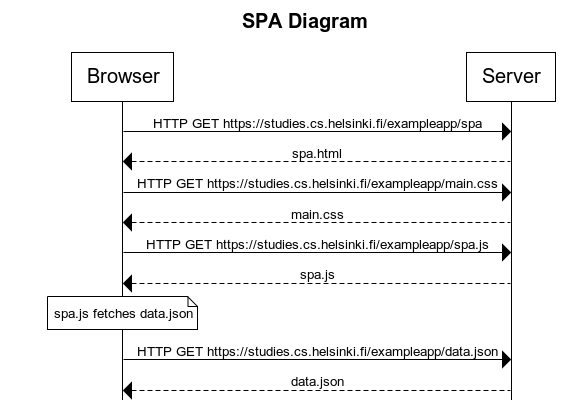 SPA Diagram
Browser
Server
HTTP GET https://studies.cs.helsinki.fi/exampleapp/spa
spa.html
HTTP GET https://studies.cs.helsinki.fi/exampleapp/main.css
main.css
HTTP GET https://studies.cs.helsinki.fi/exampleapp/spa.js
spa.js
spa.js fetches data.json
HTTP GET https://studies.cs.helsinki.fi/exampleapp/data.json
data.json